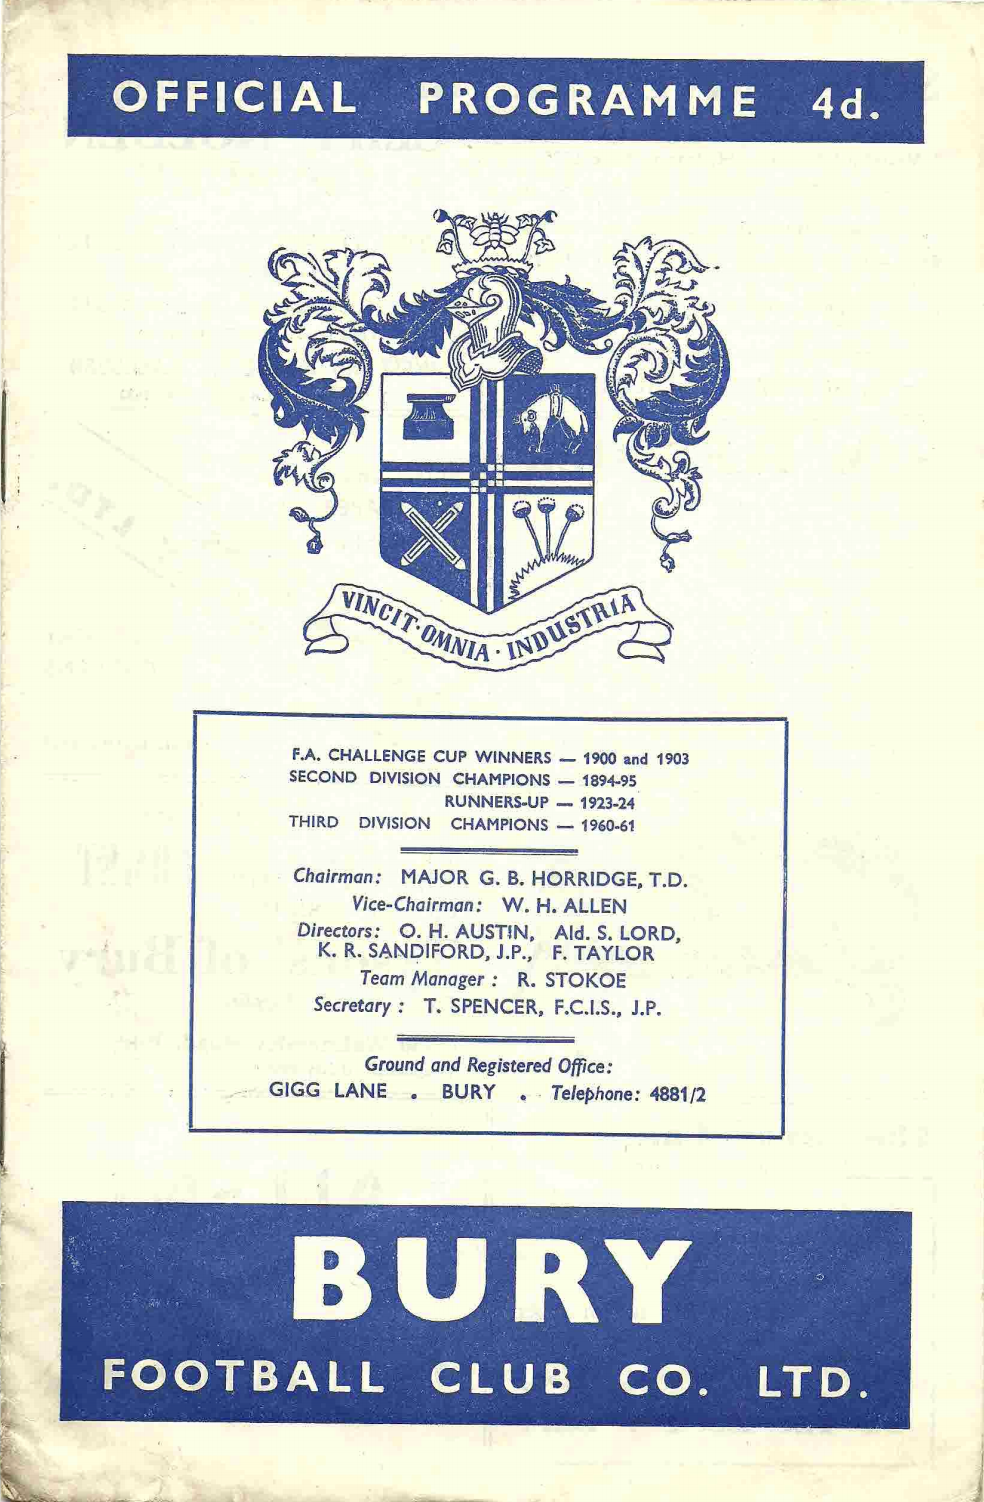 OFFICIAL PROGRAMME 4d.
VINCIT · OMNIA · INDUSTRIA
F.A. CHALLENGE CUP WINNERS — 1900 and 1903
SECOND DIVISION CHAMPIONS — 1894-95
RUNNERS-UP — 1923-24
THIRD DIVISION CHAMPIONS — 1960-61
Chairman: MAJOR G. B. HORRIDGE, T.D.
Vice-Chairman: W. H. ALLEN
Directors: O. H. AUSTIN, Ald. S. LORD,
K. R. SANDIFORD, J.P., F. TAYLOR
Team Manager : R. STOKOE
Secretary : T. SPENCER, F.C.I.S., J.P.
Ground and Registered Office:
GIGG LANE . BURY . Telephone: 4881/2
BURY
FOOTBALL CLUB CO. LTD.